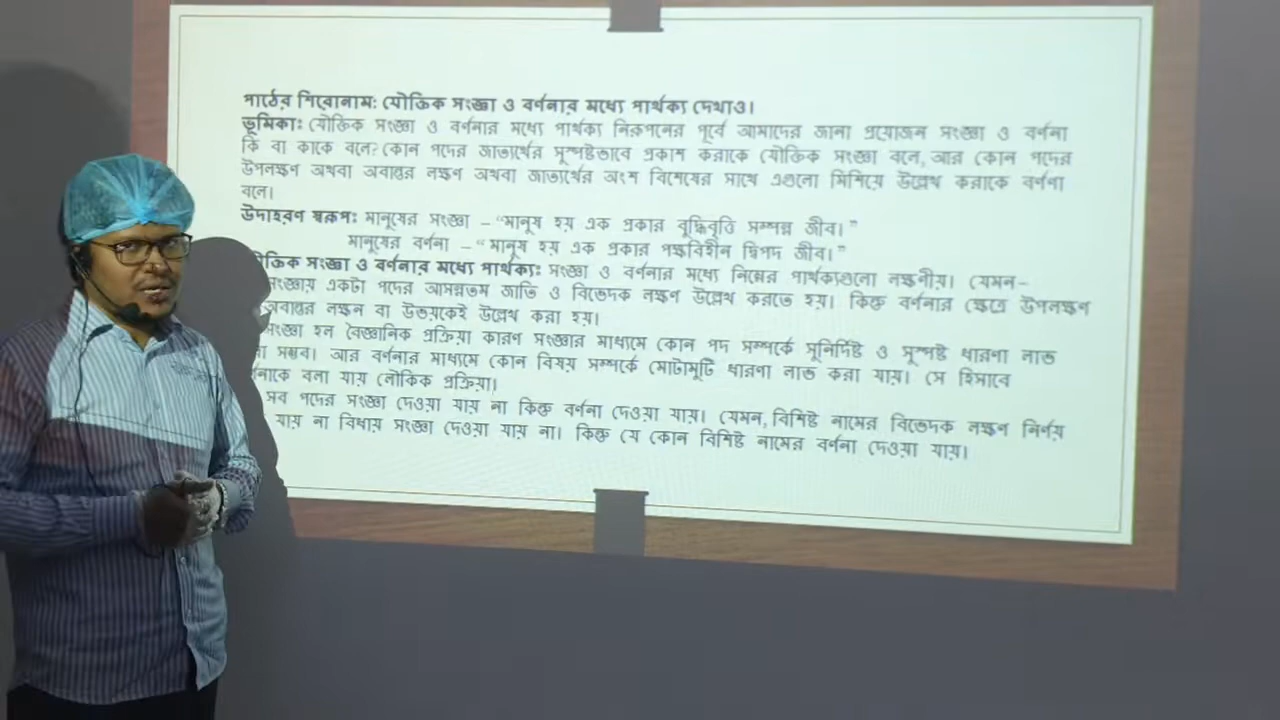 পাঠের শিরোনাম: যৌক্তিক সংজ্ঞা ও বর্ণনার মধ্যে পার্থক্য দেখাও।
ভূমিকাঃ যৌক্তিক সংজ্ঞা ও বর্ণনার মধ্যে পার্থক্য নিরূপনের পূর্বে আমাদের জানা প্রয়োজন সংজ্ঞা ও বর্ণনা
কি বা কাকে বলে? কোন পদের জাত্যর্থের সুস্পষ্টভাবে প্রকাশ করাকে যৌক্তিক সংজ্ঞা বলে, আর কোন পদের
উপলক্ষণ অথবা অবান্তর লক্ষণ অথবা জাত্যর্থের অংশ বিশেষের সাথে এগুলো মিশিয়ে উল্লেখ করাকে বর্ণণা
বলে।
উদাহরণ স্বরূপঃ মানুষের সংজ্ঞা – “মানুষ হয় এক প্রকার বুদ্ধিবৃত্তি সম্পন্ন জীব।”
মানুষের বর্ণনা – “ মানুষ হয় এক প্রকার পক্ষবিহীন দ্বিপদ জীব।”
সংজ্ঞা ও বর্ণনার মধ্যে পার্থক্যঃ সংজ্ঞা ও বর্ণনার মধ্যে নিম্নের পার্থক্যগুলো লক্ষণীয়। যেমন–
সংজ্ঞায় একটা পদের আসন্নতম জাতি ও বিভেদক লক্ষণ উল্লেখ করতে হয়। কিন্তু বর্ণনার ক্ষেত্রে উপলক্ষণ
অবান্তর লক্ষন বা উভয়কেই উল্লেখ করা হয়।
সংজ্ঞা হল বৈজ্ঞানিক প্রক্রিয়া কারণ সংজ্ঞার মাধ্যমে কোন পদ সম্পর্কে সুনির্দিষ্ট ও সুস্পষ্ট ধারণা লাভ
সম্ভব। আর বর্ণনার মাধ্যমে কোন বিষয় সম্পর্কে মোটামুটি ধারণা লাভ করা যায়। সে হিসাবে
বলা যায় লৌকিক প্রক্রিয়া।
সব পদের সংজ্ঞা দেওয়া যায় না কিন্তু বর্ণনা দেওয়া যায়। যেমন, বিশিষ্ট নামের বিভেদক লক্ষণ নির্ণয়
যায় না বিধায় সংজ্ঞা দেওয়া যায় না। কিন্তু যে কোন বিশিষ্ট নামের বর্ণনা দেওয়া যায়।